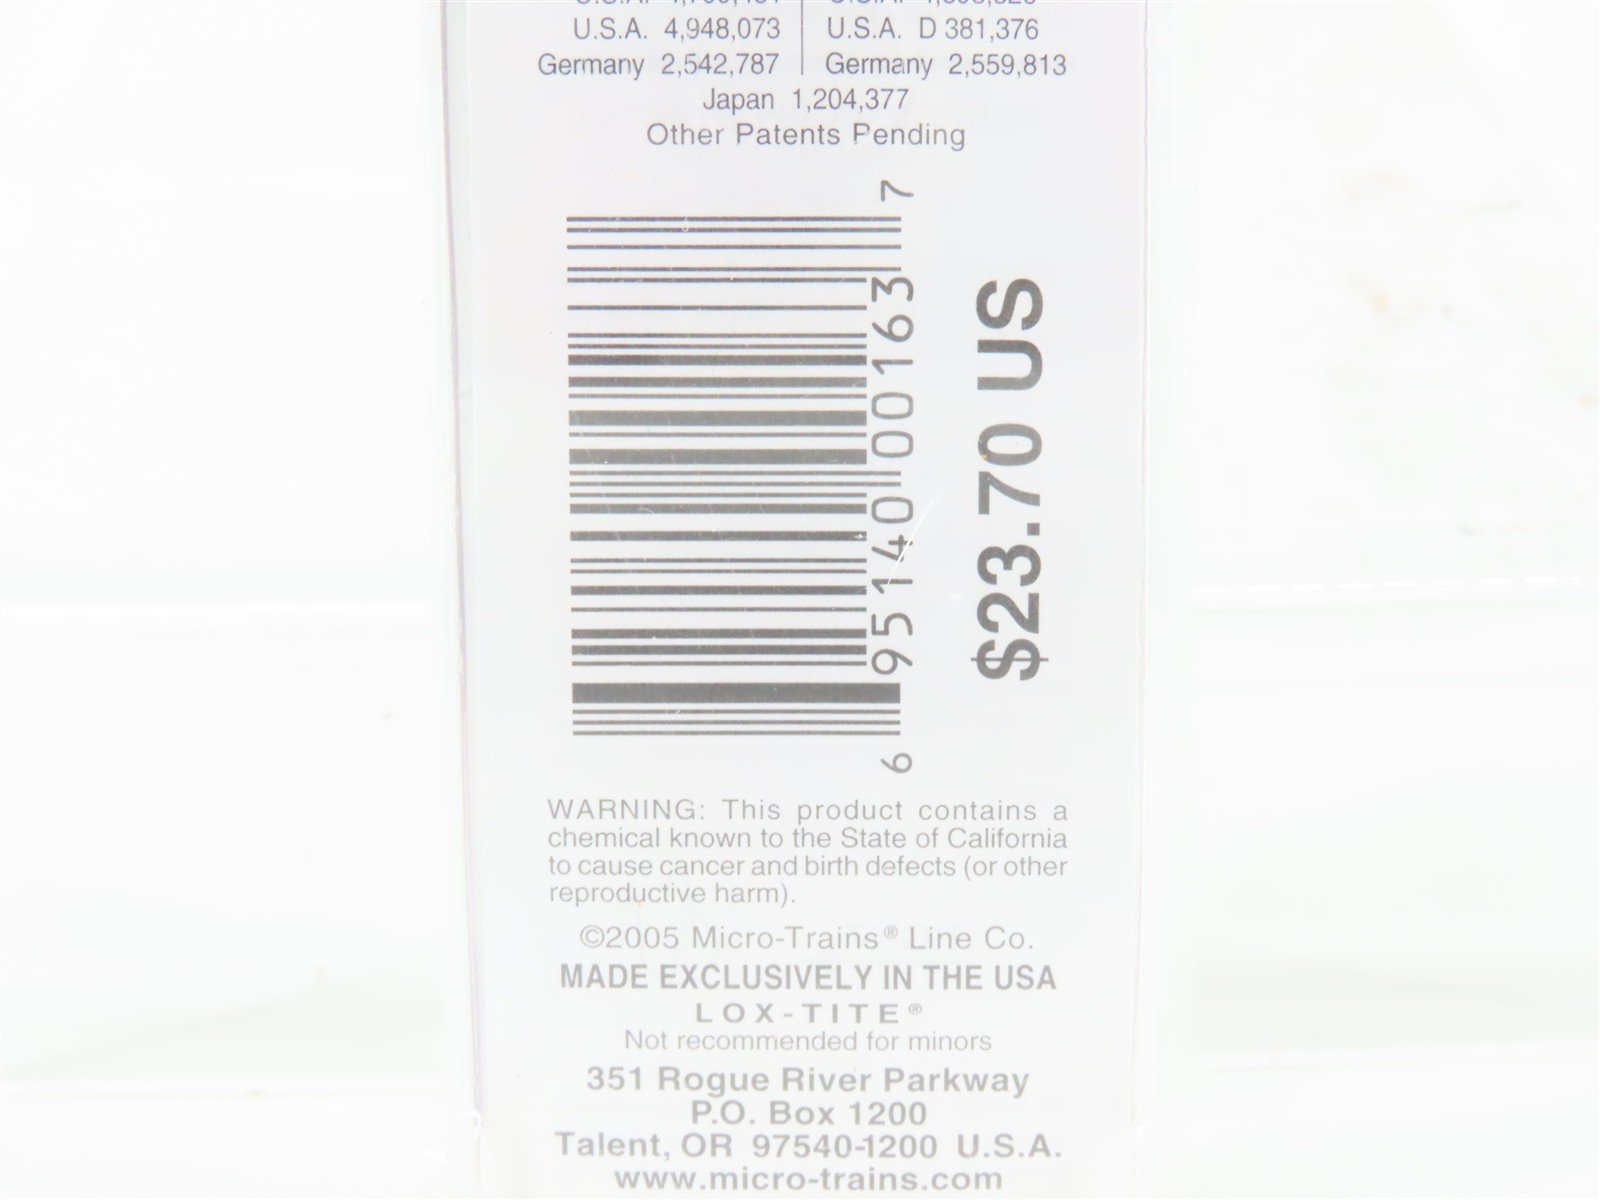 U.S.A. 4,948,073 U.S.A. D 381,376
Germany 2,542,787 Germany 2,559,813
Japan 1,204,377
Other Patents Pending
6 95140 00163 7
$23.70 US
WARNING: This product contains a
chemical known to the State of California
to cause cancer and birth defects (or other
reproductive harm).
©2005 Micro-Trains® Line Co.
MADE EXCLUSIVELY IN THE USA
LOX-TITE®
Not recommended for minors
351 Rogue River Parkway
P.O. Box 1200
Talent, OR 97540-1200 U.S.A.
www.micro-trains.com